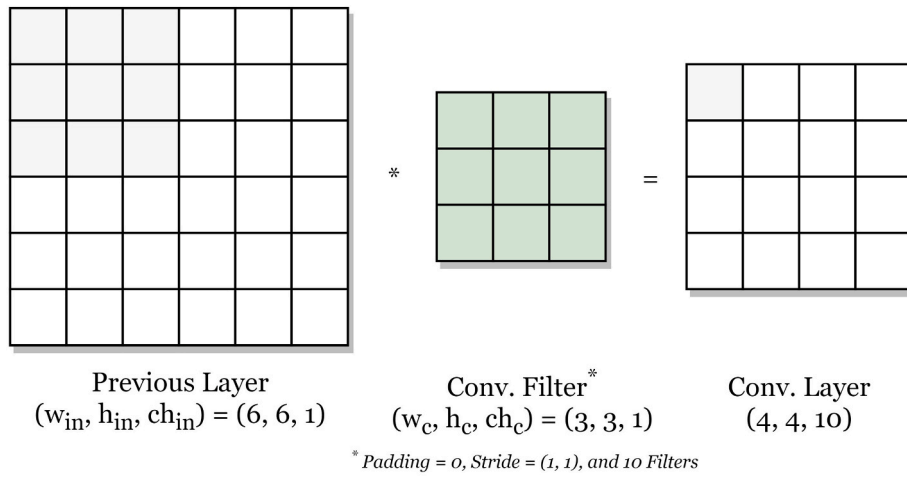 * =
Previous Layer
(w_in, h_in, ch_in) = (6, 6, 1)
Conv. Filter*
(w_c, h_c, ch_c) = (3, 3, 1)
Conv. Layer
(4, 4, 10)
* Padding = 0, Stride = (1, 1), and 10 Filters